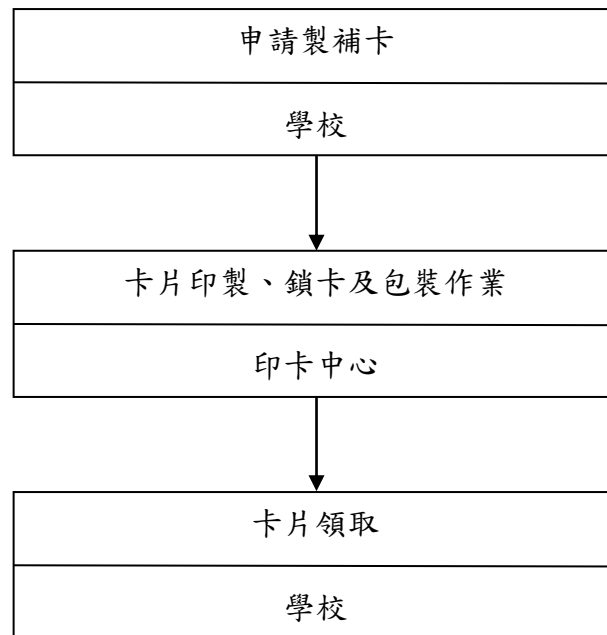 申請製補卡
學校
卡片印製、鎖卡及包裝作業
印卡中心
卡片領取
學校